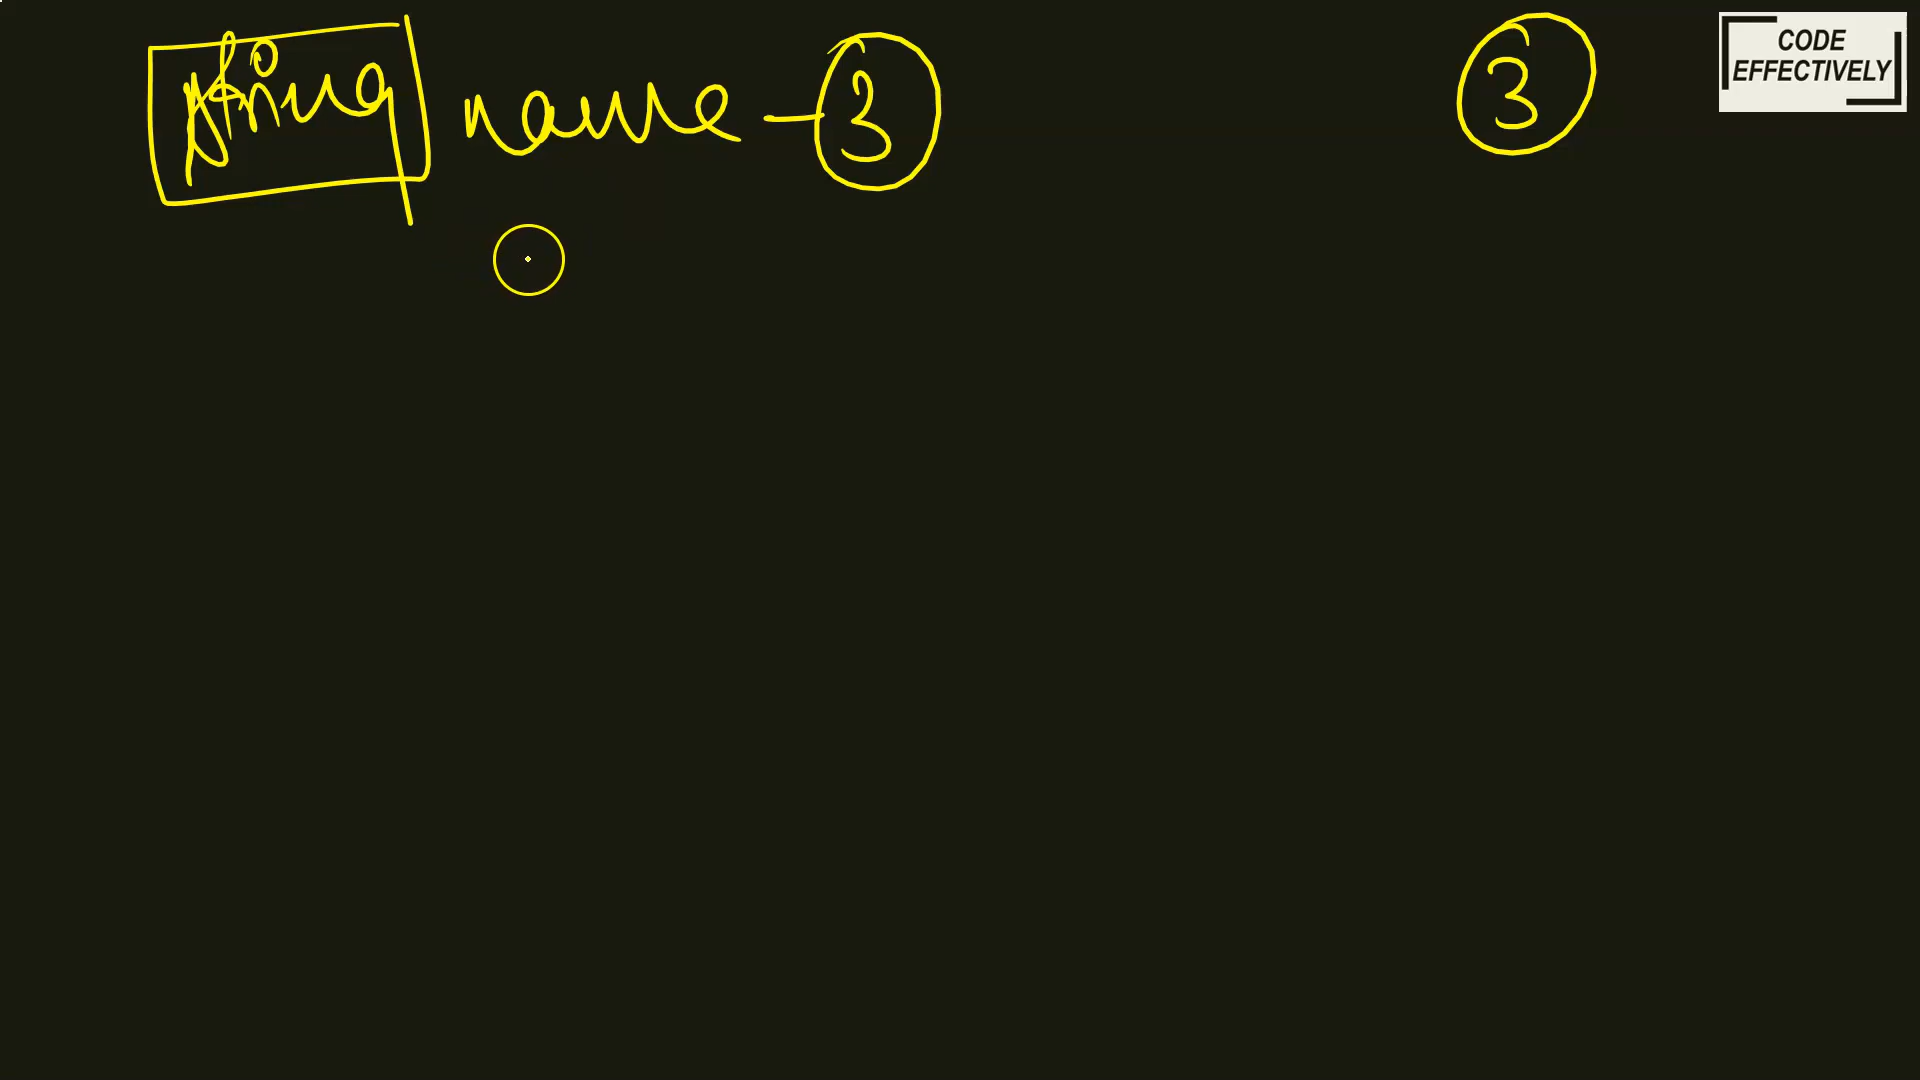 string name - 3
3
CODE
EFFECTIVELY